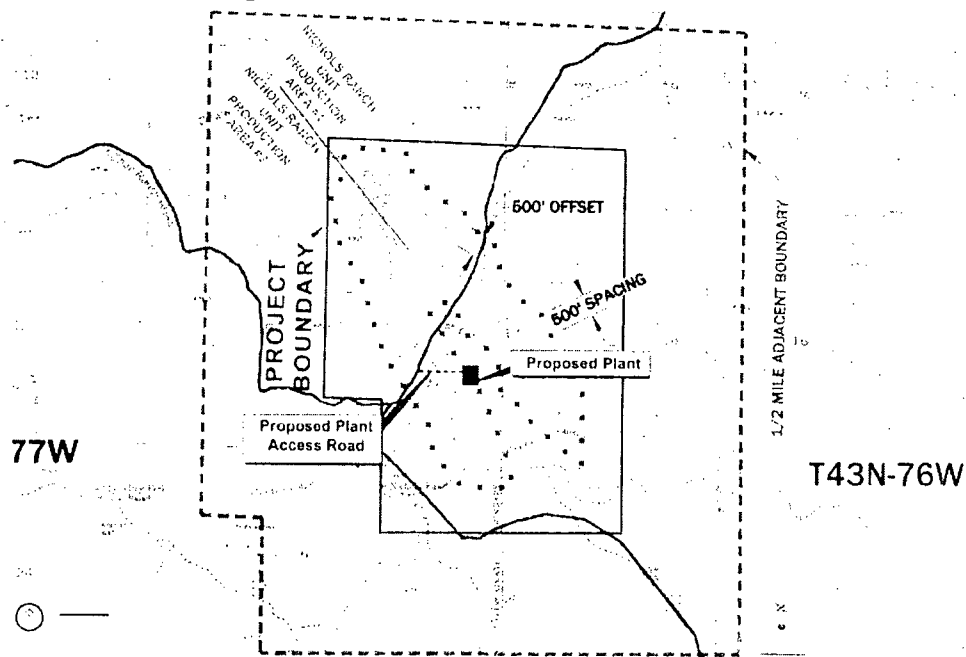 NICHOLS RANCH
UNIT
PRODUCTION
AREA #1
NICHOLS RANCH
UNIT
PRODUCTION
AREA #2
500' OFFSET
500' SPACING
PROJECT
BOUNDARY
1/2 MILE ADJACENT BOUNDARY
Proposed Plant
Proposed Plant
Access Road
77W
T43N-76W